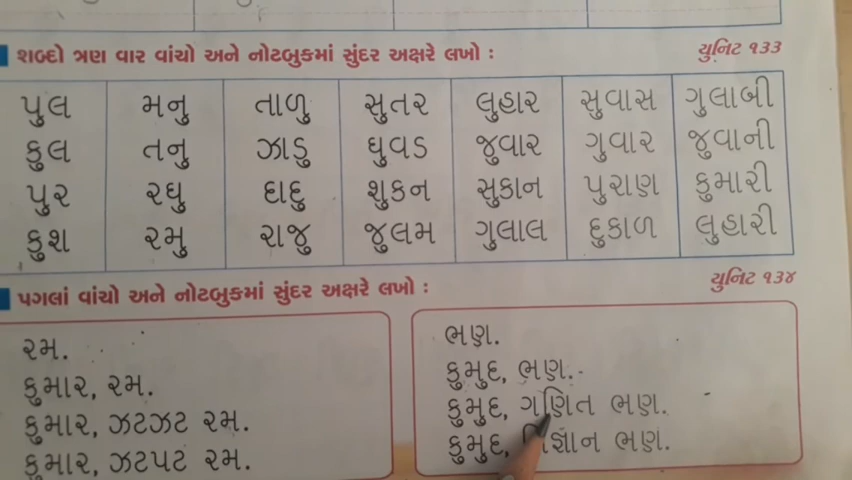 શબ્દો ત્રણ વાર વાંચો અને નોટબુકમાં સુંદર અક્ષરે લખો : યુનિટ ૧૩૩
પુલ મનુ તાળુ સુતર લુહાર સુવાસ ગુલાબી
કુલ તનુ ઝાડુ ઘુવડ જુવાર ગુવાર જુવાની
પુર રઘુ દાદુ શુકન સુકાન પુરાણ કુમારી
કુશ રમુ રાજુ જુલમ ગુલાલ દુકાળ લુહારી
પગલાં વાંચો અને નોટબુકમાં સુંદર અક્ષરે લખો : યુનિટ ૧૩૪
રમ.
કુમાર, રમ.
કુમાર, ઝટઝટ રમ.
કુમાર, ઝટપટ રમ.
ભણ.
કુમુદ, ભણ.
કુમુદ, ગણિત ભણ.
કુમુદ, વિજ્ઞાન ભણ.